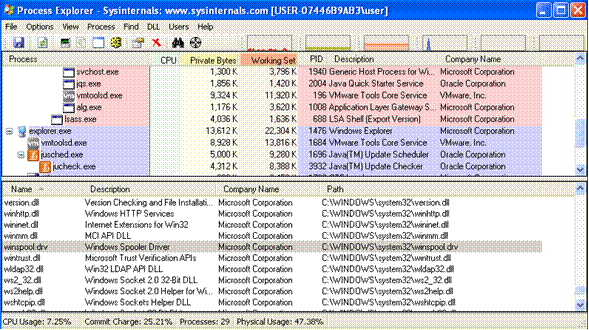 Process Explorer - Sysinternals: www.sysinternals.com [USER-07446B9AB3\user]
File Options View Process Find DLL Users Help
Process CPU Private Bytes Working Set PID Description Company Name
svchost.exe 1,300 K 3,796 K 1940 Generic Host Process for Wi... Microsoft Corporation
jqs.exe 1,856 K 1,420 K 2004 Java Quick Starter Service Oracle Corporation
vmtoolsd.exe 9,324 K 11,920 K 196 VMware Tools Core Service VMware, Inc.
alg.exe 1,176 K 3,620 K 1008 Application Layer Gateway S... Microsoft Corporation
lsass.exe 4,036 K 1,636 K 688 LSA Shell (Export Version) Microsoft Corporation
explorer.exe 13,612 K 22,304 K 1476 Windows Explorer Microsoft Corporation
vmtoolsd.exe 8,928 K 13,816 K 1684 VMware Tools Core Service VMware, Inc.
jusched.exe 5,000 K 9,280 K 1696 Java(TM) Update Scheduler Oracle Corporation
jucheck.exe 4,312 K 8,388 K 3932 Java(TM) Update Checker Oracle Corporation
Name Description Company Name Path
version.dll Version Checking and File Installati... Microsoft Corporation C:\WINDOWS\system32\version.dll
winhttp.dll Windows HTTP Services Microsoft Corporation C:\WINDOWS\system32\winhttp.dll
wininet.dll Internet Extensions for Win32 Microsoft Corporation C:\WINDOWS\system32\wininet.dll
winmm.dll MCI API DLL Microsoft Corporation C:\WINDOWS\system32\winmm.dll
winspool.drv Windows Spooler Driver Microsoft Corporation C:\WINDOWS\system32\winspool.drv
wintrust.dll Microsoft Trust Verification APIs Microsoft Corporation C:\WINDOWS\system32\wintrust.dll
wldap32.dll Win32 LDAP API DLL Microsoft Corporation C:\WINDOWS\system32\wldap32.dll
ws2_32.dll Windows Socket 2.0 32-Bit DLL Microsoft Corporation C:\WINDOWS\system32\ws2_32.dll
ws2help.dll Windows Socket 2.0 Helper for Wi... Microsoft Corporation C:\WINDOWS\system32\ws2help.dll
wshtcpip.dll Windows Sockets Helper DLL Microsoft Corporation C:\WINDOWS\system32\wshtcpip.dll
CPU Usage: 7.25% Commit Charge: 25.21% Processes: 29 Physical Usage: 47.38%